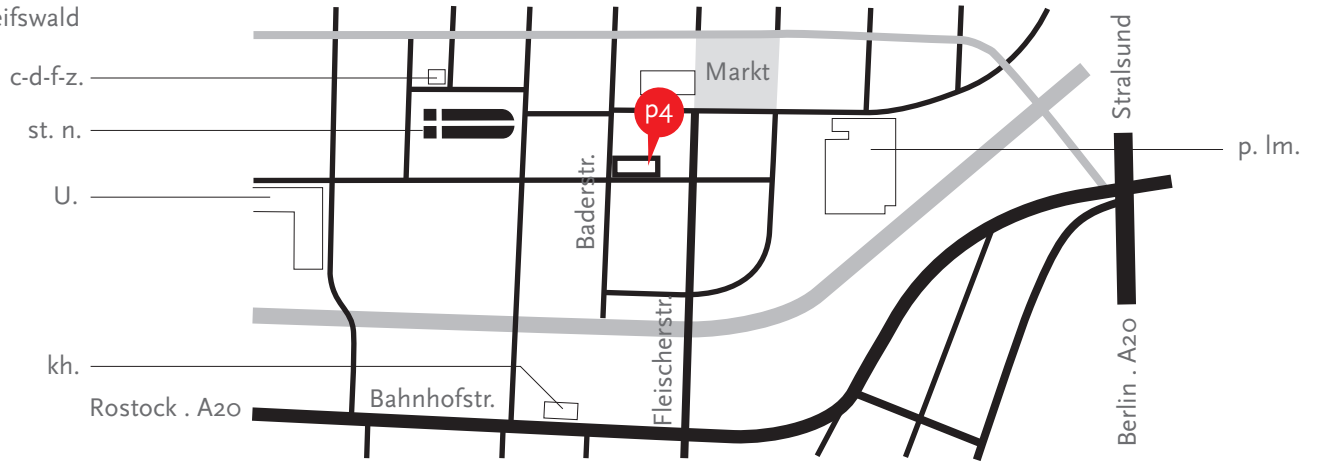 eifswald
c-d-f-z.
st. n.
U.
kh.
Rostock . A20
Bahnhofstr.
Baderstr.
Fleischerstr.
Markt
p4
Stralsund
p. lm.
Berlin . A20